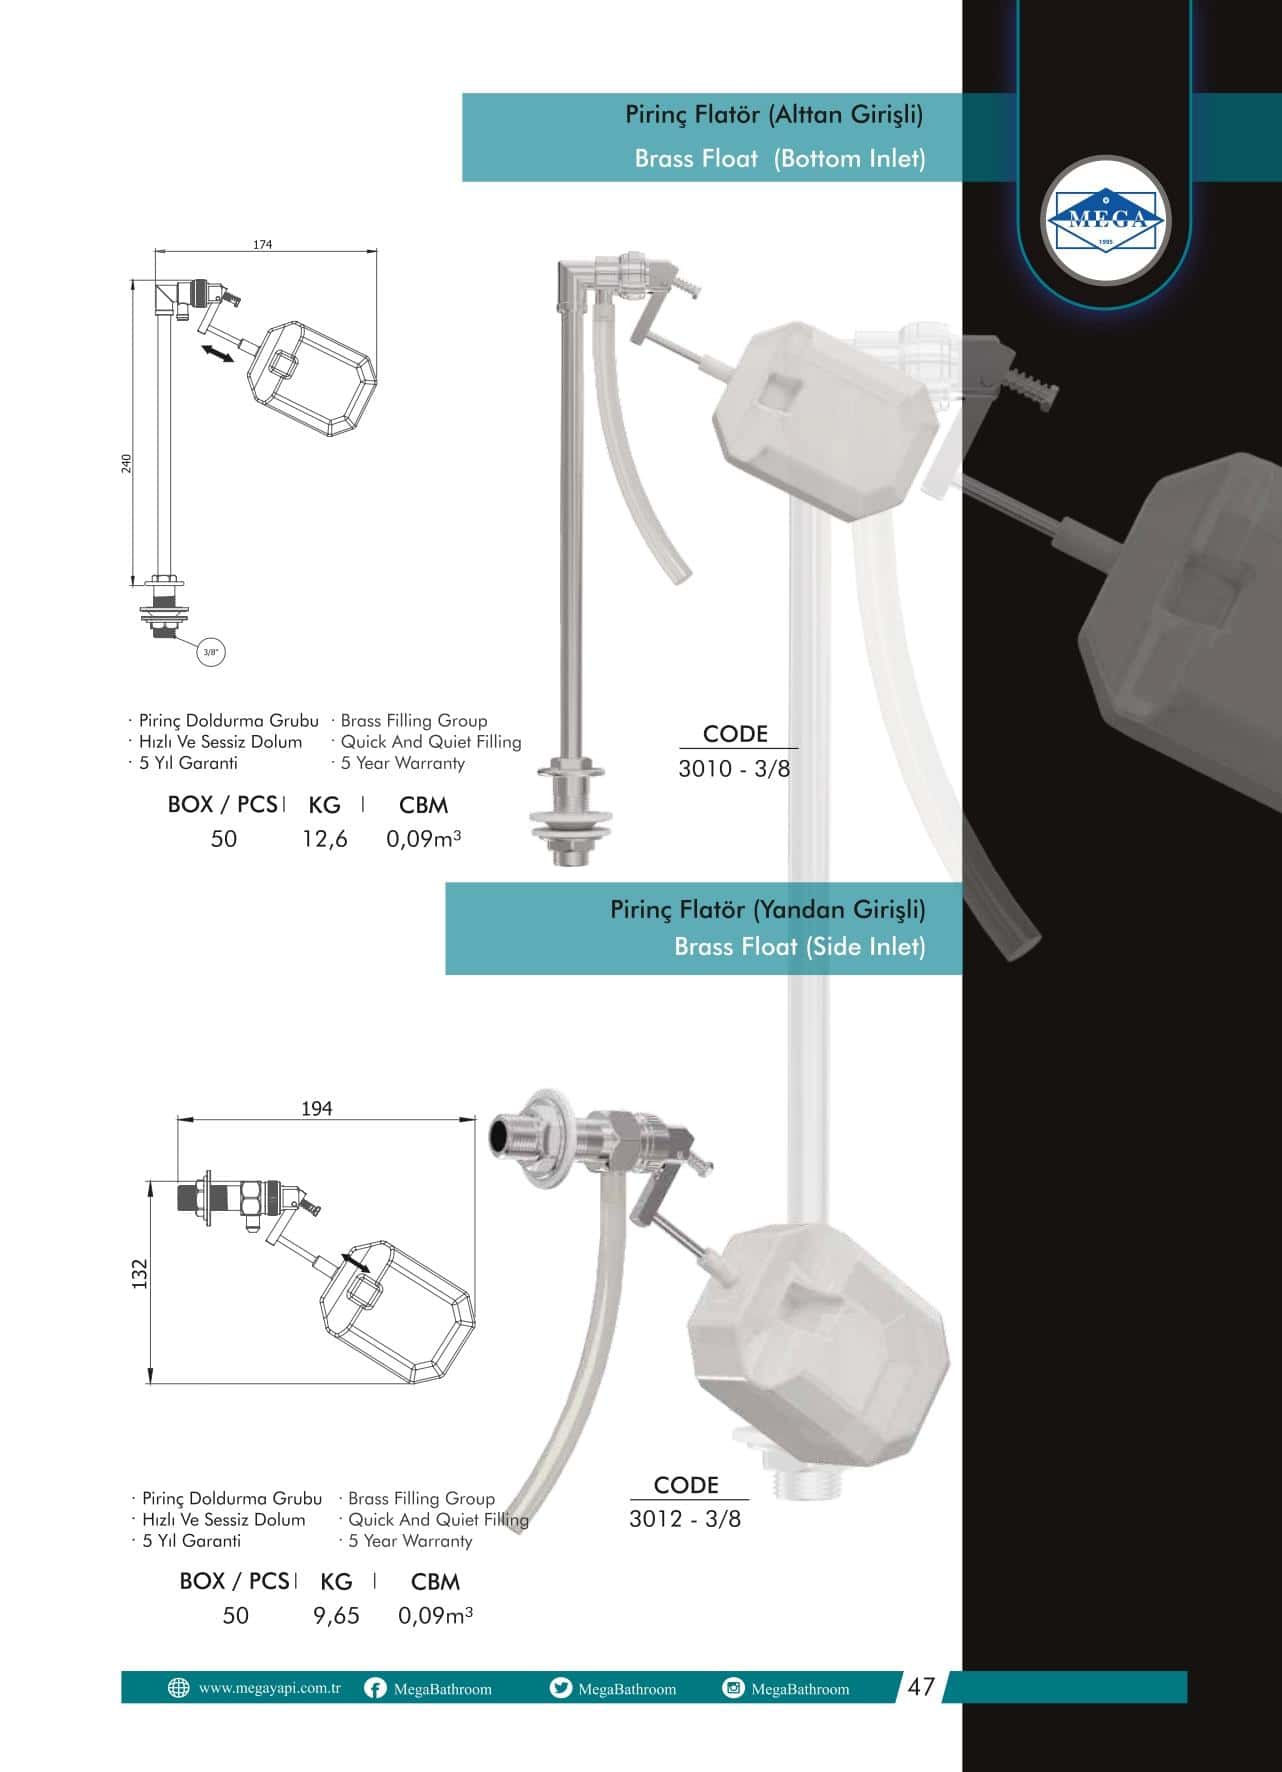 Pirinç Flatör (Alttan Girişli)
Brass Float (Bottom Inlet)
MEGA
1995
174
240
3/8"
· Pirinç Doldurma Grubu · Brass Filling Group
· Hızlı Ve Sessiz Dolum · Quick And Quiet Filling
· 5 Yıl Garanti · 5 Year Warranty
CODE
3010 - 3/8
BOX / PCS | KG | CBM
50 12,6 0,09m³
Pirinç Flatör (Yandan Girişli)
Brass Float (Side Inlet)
194
132
· Pirinç Doldurma Grubu · Brass Filling Group
· Hızlı Ve Sessiz Dolum · Quick And Quiet Filling
· 5 Yıl Garanti · 5 Year Warranty
CODE
3012 - 3/8
BOX / PCS | KG | CBM
50 9,65 0,09m³
www.megayapi.com.tr MegaBathroom MegaBathroom MegaBathroom 47